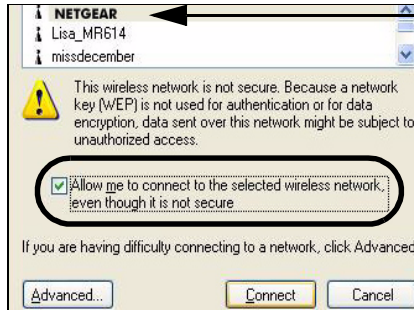 NETGEAR
Lisa_MR614
missdecember
This wireless network is not secure. Because a network
key (WEP) is not used for authentication or for data
encryption, data sent over this network might be subject to
unauthorized access.
Allow me to connect to the selected wireless network,
even though it is not secure
If you are having difficulty connecting to a network, click Advanced
Advanced... Connect Cancel